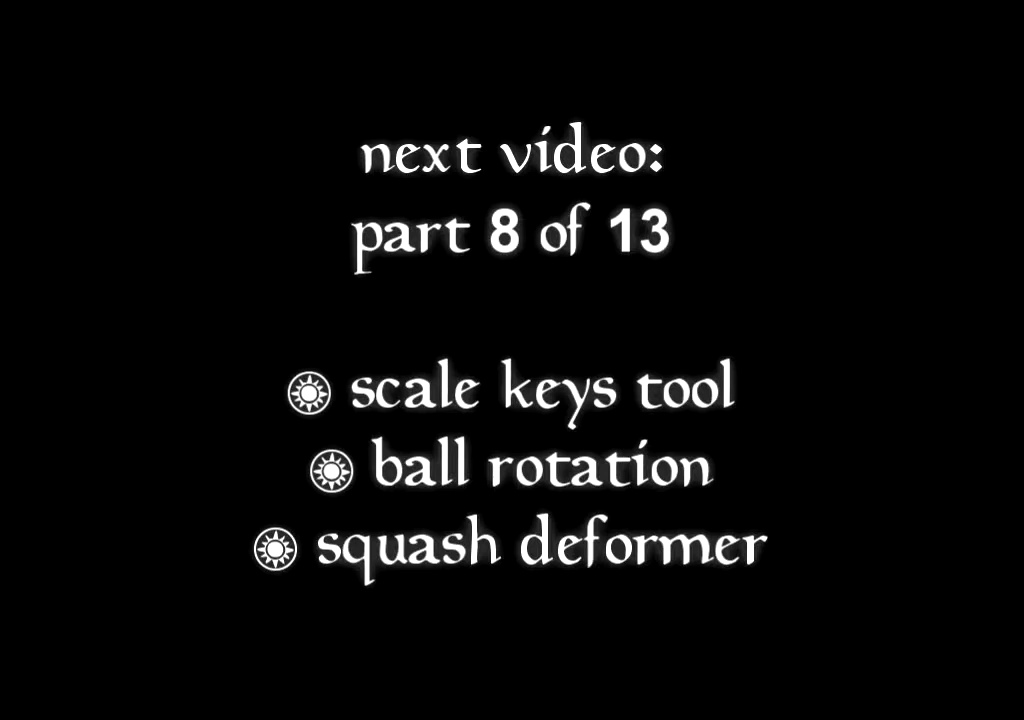 next video:
part 8 of 13
scale keys tool
ball rotation
squash deformer